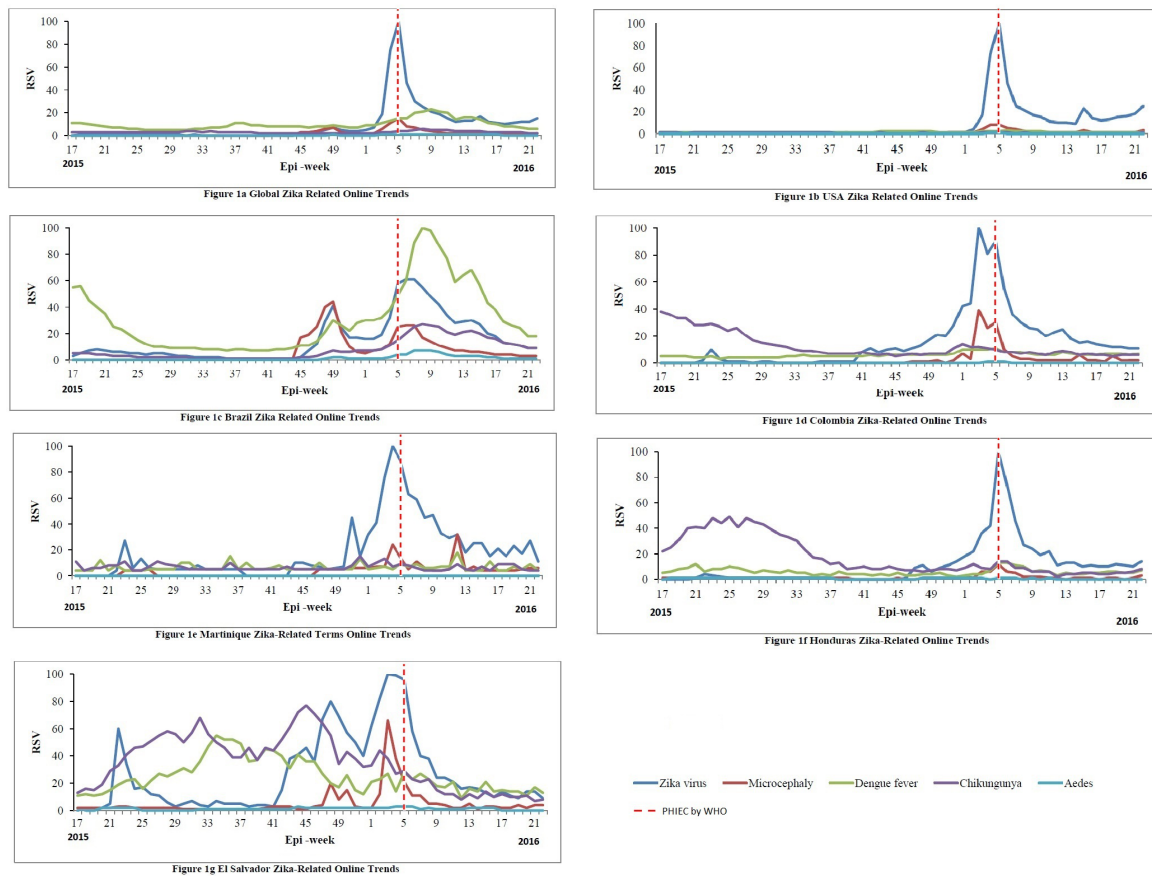 100
80
60
40
20
0
RSV
17 21 25 29 33 37 41 45 49 1 5 9 13 17 21
2015 Epi -week 2016
Figure 1a Global Zika Related Online Trends
100
80
60
40
20
0
RSV
17 21 25 29 33 37 41 45 49 1 5 9 13 17 21
2015 Epi-week 2016
Figure 1b USA Zika Related Online Trends
100
80
60
40
20
0
RSV
17 21 25 29 33 37 41 45 49 1 5 9 13 17 21
2015 Epi-week 2016
Figure 1c Brazil Zika Related Online Trends
100
80
60
40
20
0
RSV
17 21 25 29 33 37 41 45 49 1 5 9 13 17 21
2015 Epi-week 2016
Figure 1d Colombia Zika-Related Online Trends
100
80
60
40
20
0
RSV
17 21 25 29 33 37 41 45 49 1 5 9 13 17 21
2015 Epi-week 2016
Figure 1e Martinique Zika-Related Terms Online Trends
100
80
60
40
20
0
RSV
17 21 25 29 33 37 41 45 49 1 5 9 13 17 21
2015 Epi-week 2016
Figure 1f Honduras Zika-Related Online Trends
100
80
60
40
20
0
RSV
17 21 25 29 33 37 41 45 49 1 5 9 13 17 21
2015 Epi -week 2016
Figure 1g El Salvador Zika-Related Online Trends
Zika virus Microcephaly Dengue fever Chikungunya Aedes
PHIEC by WHO